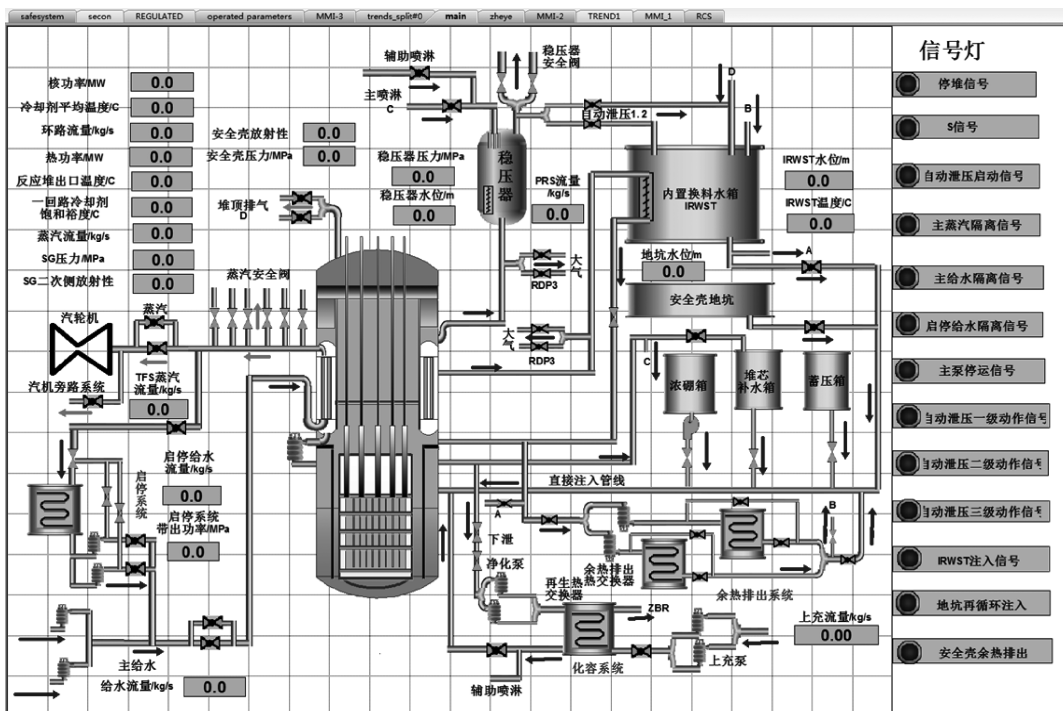 safesystem
secon
REGULATED
operated parameters
MMI-3
trends_split#0
main
zheye
MMI-2
TREND1
MMI_1
RCS
核功率/MW
0.0
冷却剂平均温度/C
0.0
环路流量/kg/s
0.0
热功率/MW
0.0
反应堆出口温度/C
0.0
一回路冷却剂
饱和裕度/C
0.0
蒸汽流量/kg/s
0.0
SG压力/MPa
0.0
SG二次侧放射性
0.0
安全壳放射性
0.0
安全壳压力/MPa
0.0
堆顶排气
D
蒸汽安全阀
辅助喷淋
主喷淋
C
稳压器
安全阀
自动泄压1.2
D
B
稳压器
稳压器压力/MPa
0.0
稳压器水位/m
0.0
PRS流量
/kg/s
0.0
内置换料水箱
IRWST
IRWST水位/m
0.0
IRWST温度/C
0.0
A
地坑水位/m
0.0
安全壳地坑
大气
RDP3
大气
RDP3
C
浓硼箱
堆芯
补水箱
蓄压箱
汽轮机
蒸汽
汽机旁路系统
TFS蒸汽
流量/kg/s
0.0
启停给水
流量/kg/s
0.0
启停系统
启停系统
带出功率/MPa
0.0
主给水
给水流量/kg/s
0.0
直接注入管线
A
下泄
净化泵
余热排出
热交换器
B
余热排出系统
再生热
交换器
ZBR
化容系统
辅助喷淋
上充泵
上充流量/kg/s
0.00
信号灯
停堆信号
S信号
自动泄压启动信号
主蒸汽隔离信号
主给水隔离信号
启停给水隔离信号
主泵停运信号
自动泄压一级动作信号
自动泄压二级动作信号
自动泄压三级动作信号
IRWST注入信号
地坑再循环注入
安全壳余热排出